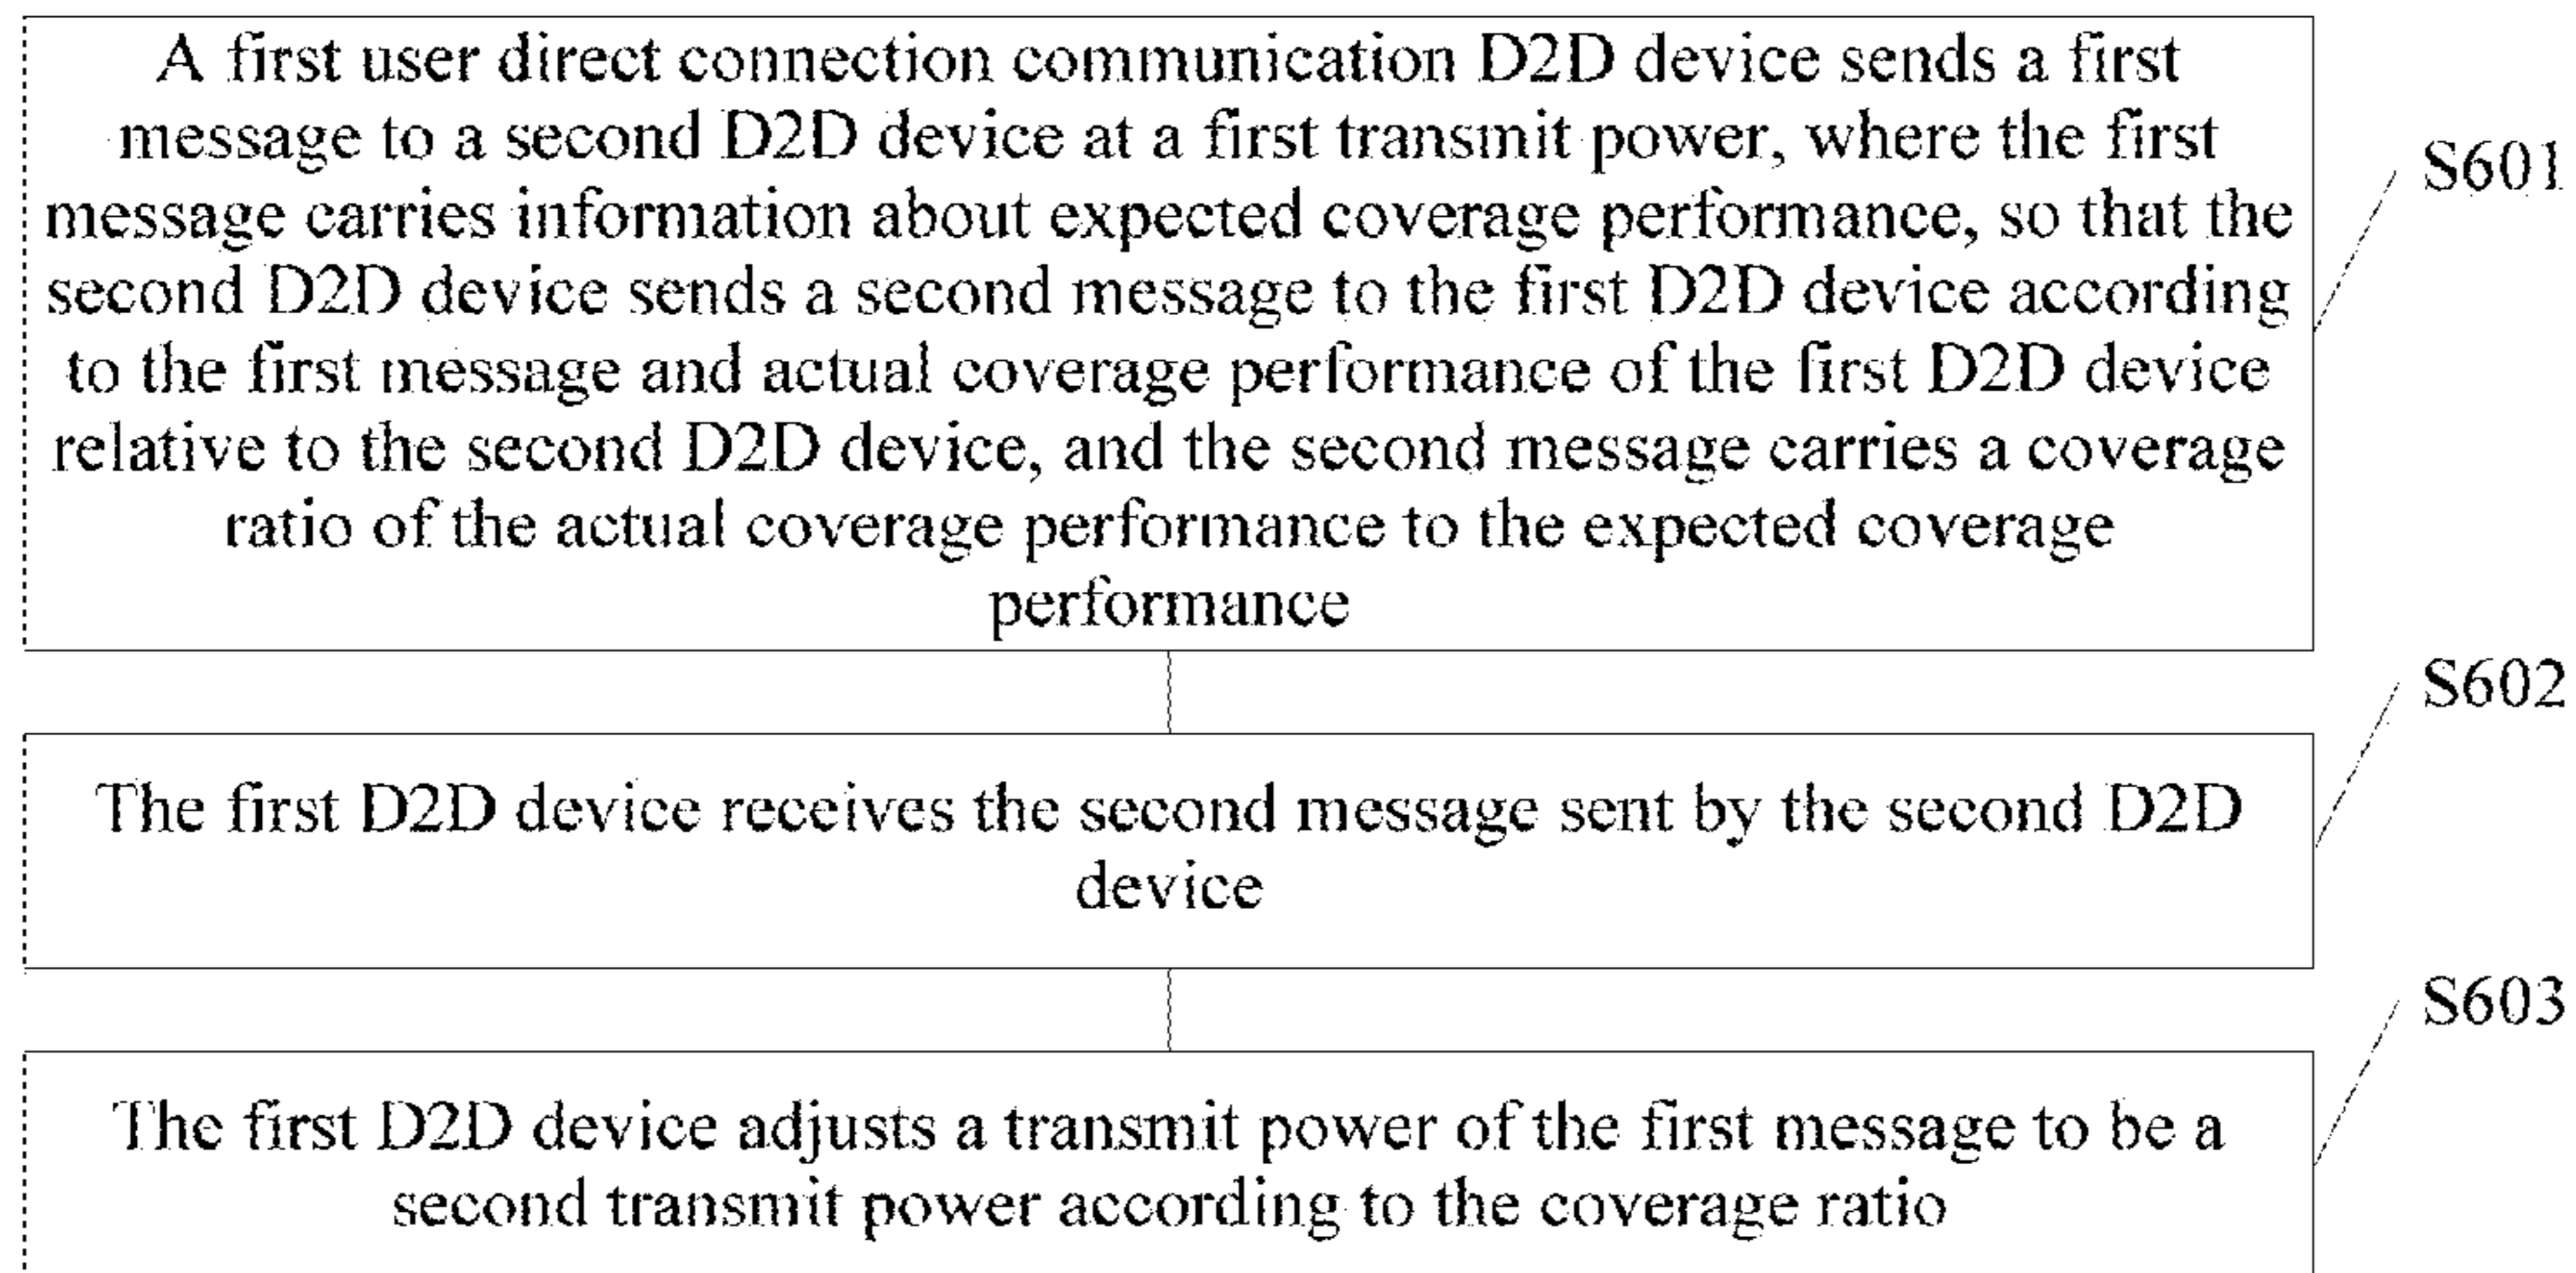 A first user direct connection communication D2D device sends a first
message to a second D2D device at a first transmit power, where the first
message carries information about expected coverage performance, so that the
second D2D device sends a second message to the first D2D device according
to the first message and actual coverage performance of the first D2D device
relative to the second D2D device, and the second message carries a coverage
ratio of the actual coverage performance to the expected coverage
performance
S601
The first D2D device receives the second message sent by the second D2D
device
S602
The first D2D device adjusts a transmit power of the first message to be a
second transmit power according to the coverage ratio
S603